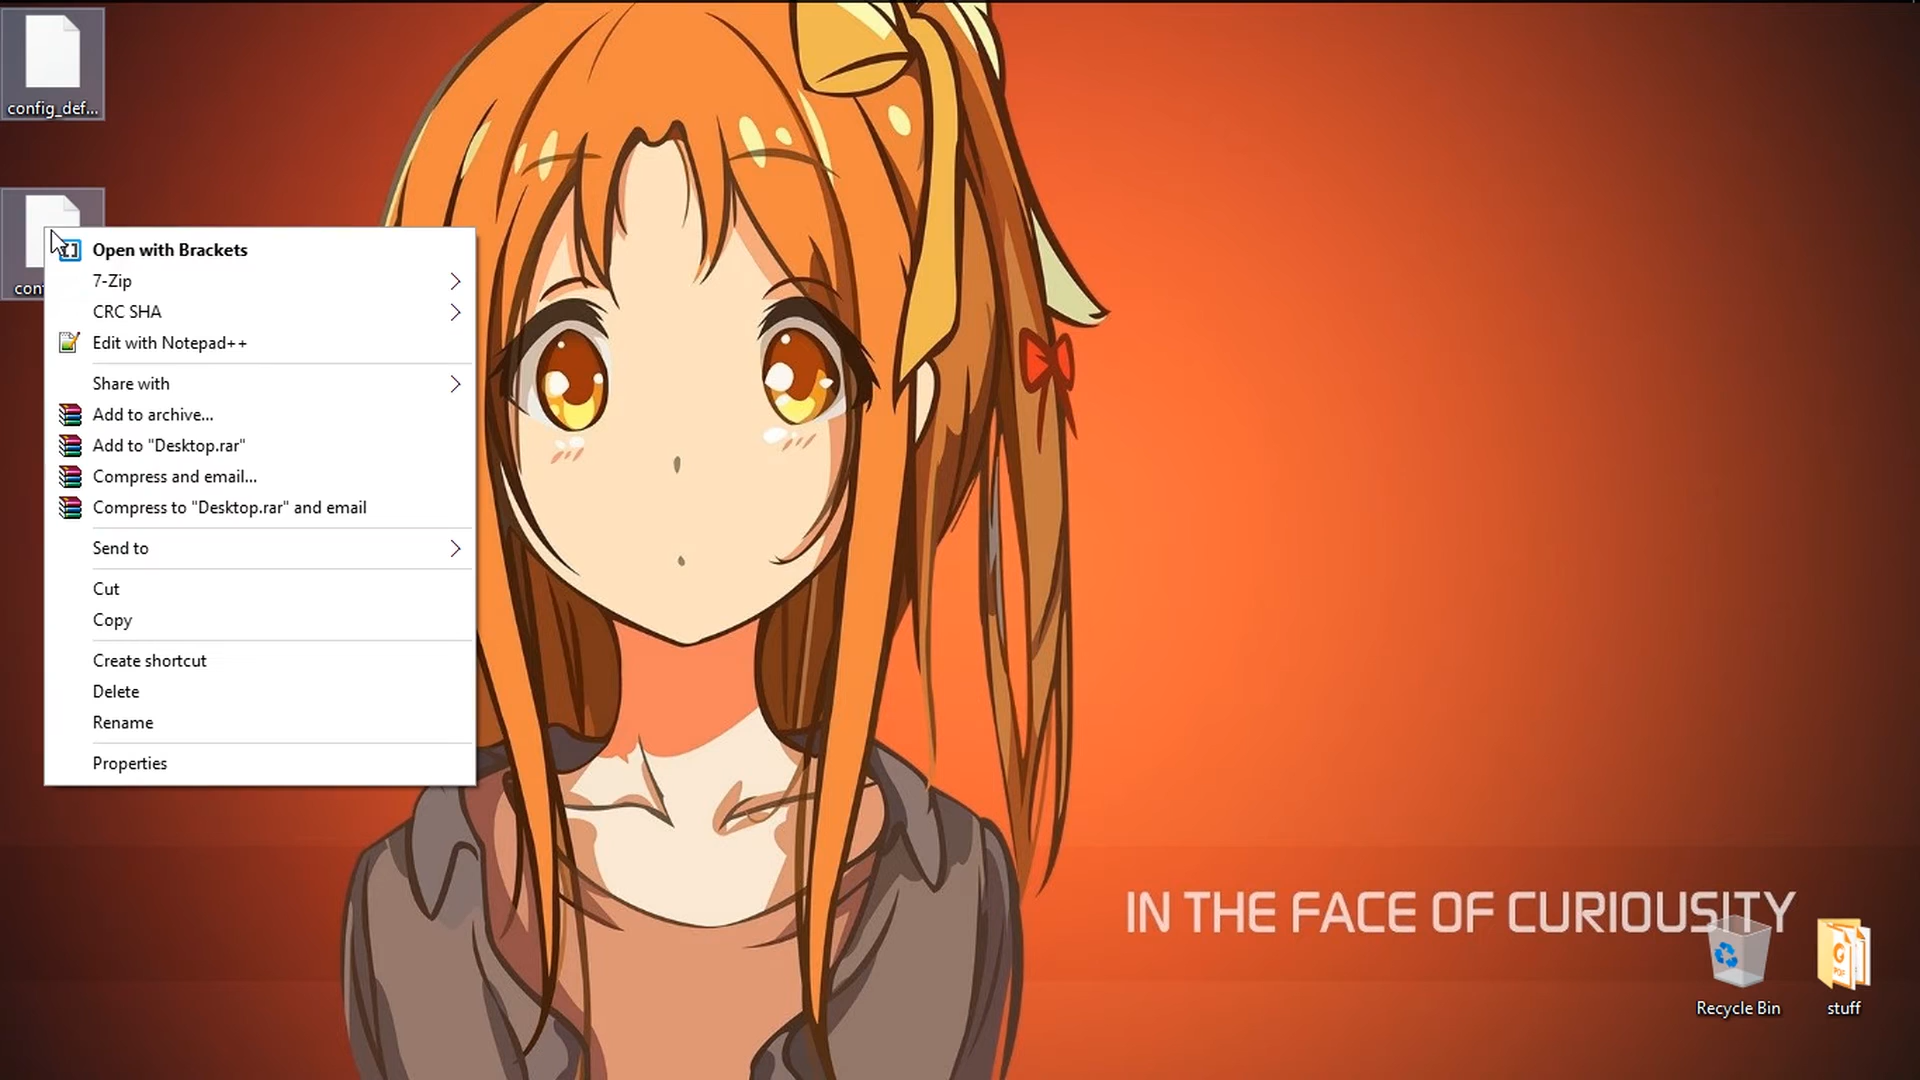 config_def...
con
Open with Brackets
7-Zip
CRC SHA
Edit with Notepad++
Share with
Add to archive...
Add to "Desktop.rar"
Compress and email...
Compress to "Desktop.rar" and email
Send to
Cut
Copy
Create shortcut
Delete
Rename
Properties
IN THE FACE OF CURIOUSITY
Recycle Bin
stuff